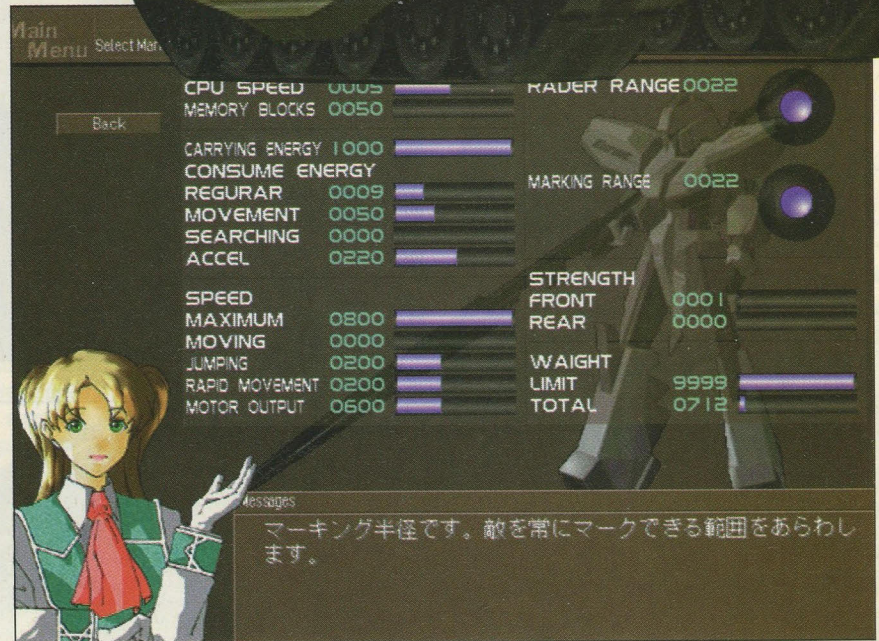 Main
Menu Select Mar
CPU SPEED 0005
MEMORY BLOCKS 0050
Back
CARRYING ENERGY 1000
CONSUME ENERGY
REGURAR 0009
MOVEMENT 0050
SEARCHING 0000
ACCEL 0220
SPEED
MAXIMUM 0800
MOVING 0000
JUMPING 0200
RAPID MOVEMENT 0200
MOTOR OUTPUT 0600
RADER RANGE 0022
MARKING RANGE 0022
STRENGTH
FRONT 0001
REAR 0000
WAIGHT
LIMIT 9999
TOTAL 0712
Messages
マーキング半径です。敵を常にマークできる範囲をあらわし
ます。